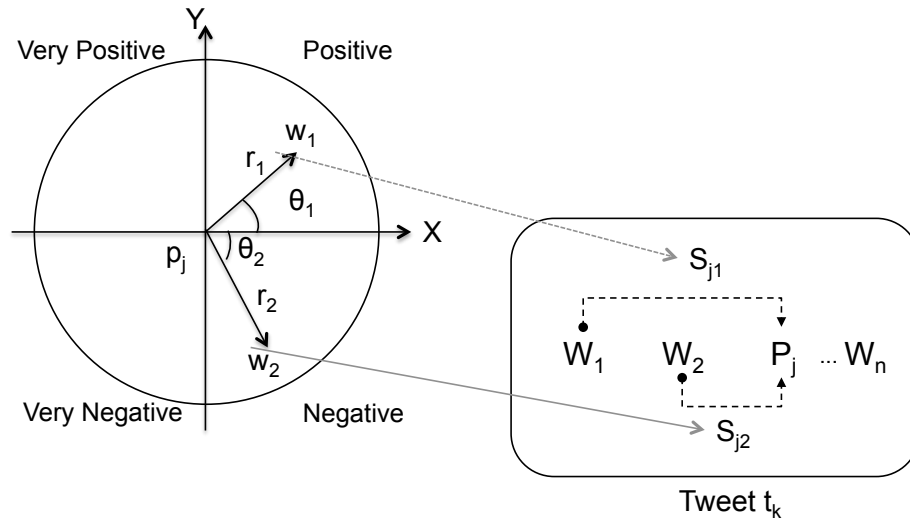 Y
Very Positive
Positive
w₁
r₁
θ₁
X
θ₂
pⱼ
r₂
w₂
Very Negative
Negative
Sⱼ₁
W₁ W₂ Pⱼ ... Wₙ
Sⱼ₂
Tweet tₖ